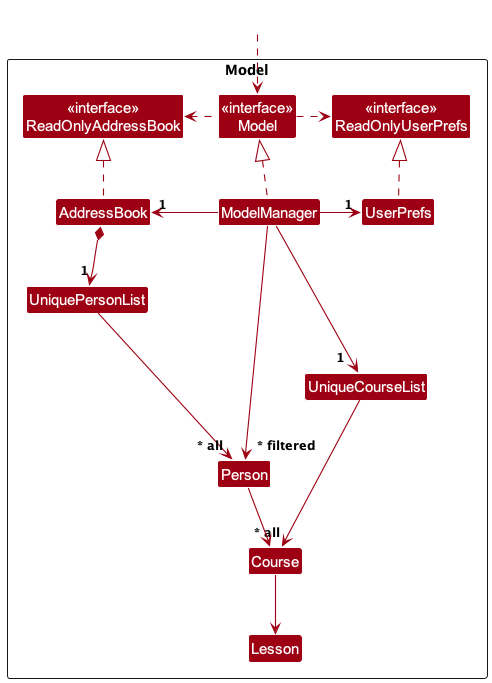 Model
«interface»
ReadOnlyAddressBook
«interface»
Model
«interface»
ReadOnlyUserPrefs
AddressBook
1
ModelManager
1
UserPrefs
1
UniquePersonList
1
UniqueCourseList
* all
* filtered
Person
* all
Course
Lesson